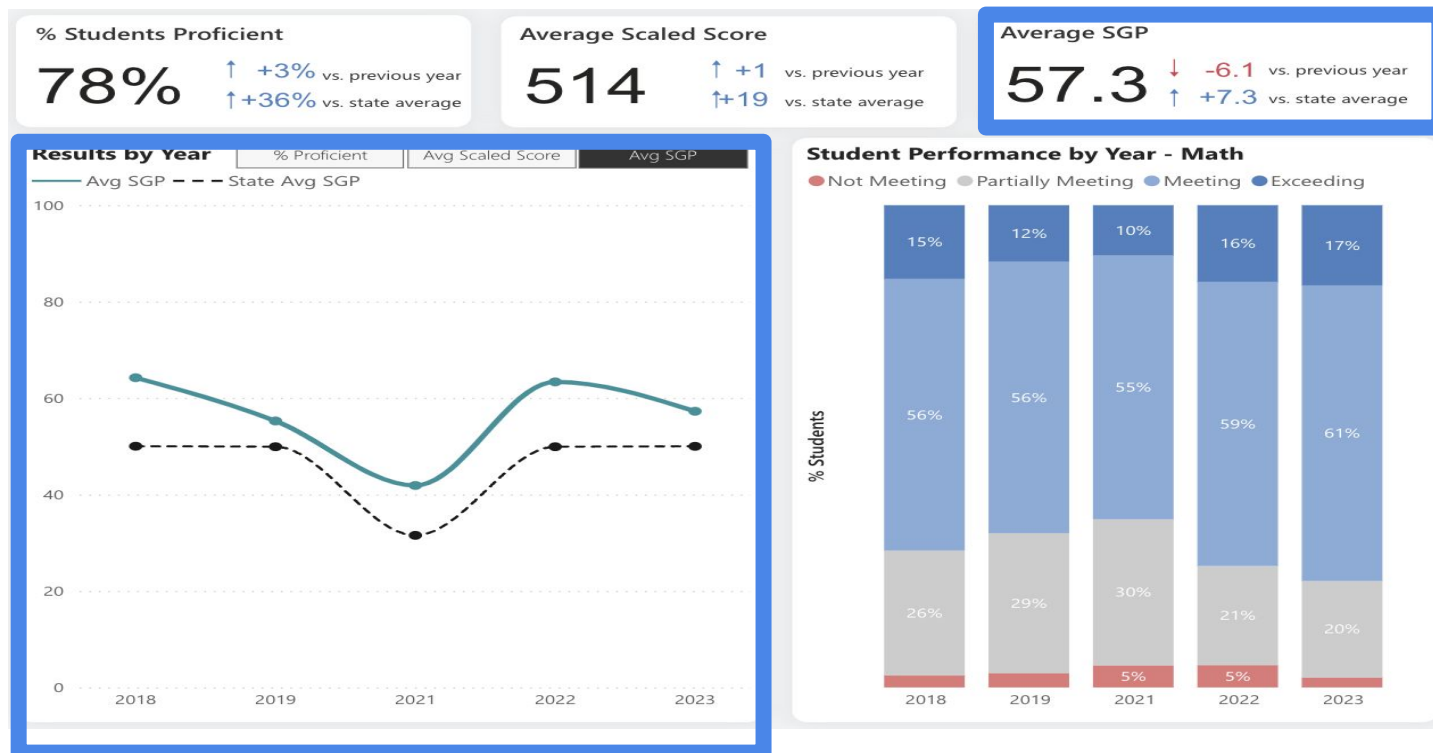 % Students Proficient
78%
↑ +3% vs. previous year
↑+36% vs. state average
Average Scaled Score
514
↑ +1 vs. previous year
↑+19 vs. state average
Average SGP
57.3
↓ -6.1 vs. previous year
↑ +7.3 vs. state average
Results by Year
% Proficient
Avg Scaled Score
Avg SGP
Avg SGP
State Avg SGP
100
80
60
40
20
0
2018 2019 2021 2022 2023
Student Performance by Year - Math
Not Meeting Partially Meeting Meeting Exceeding
% Students
15% 12% 10% 16% 17%
56% 56% 55% 59% 61%
26% 29% 30% 21% 20%
5% 5%
2018 2019 2021 2022 2023